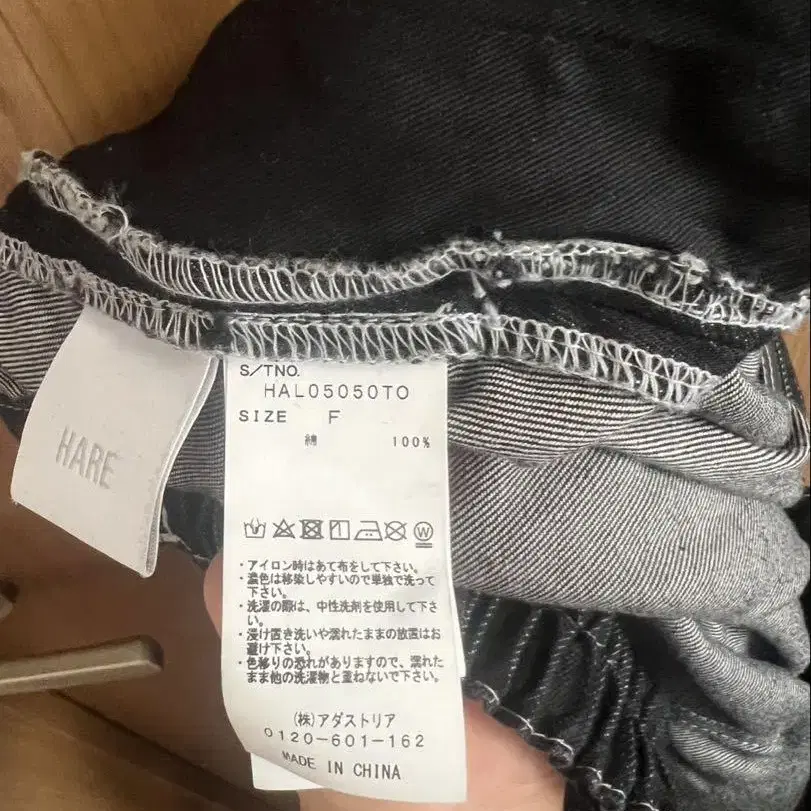 HARE
S/TNO.
HAL05050TO
SIZE F
綿 100%
W
・アイロン時はあて布をして下さい。
・濃色は移染しやすいので単独で洗って
下さい。
・洗濯の際は、中性洗剤を使用して下さ
い。
・浸け置き洗いや濡れたままの放置はお
避け下さい。
・色移りの恐れがありますので、濡れた
まま他の洗濯物と重ねないで下さい。
(株)アダストリア
0120-601-162
MADE IN CHINA